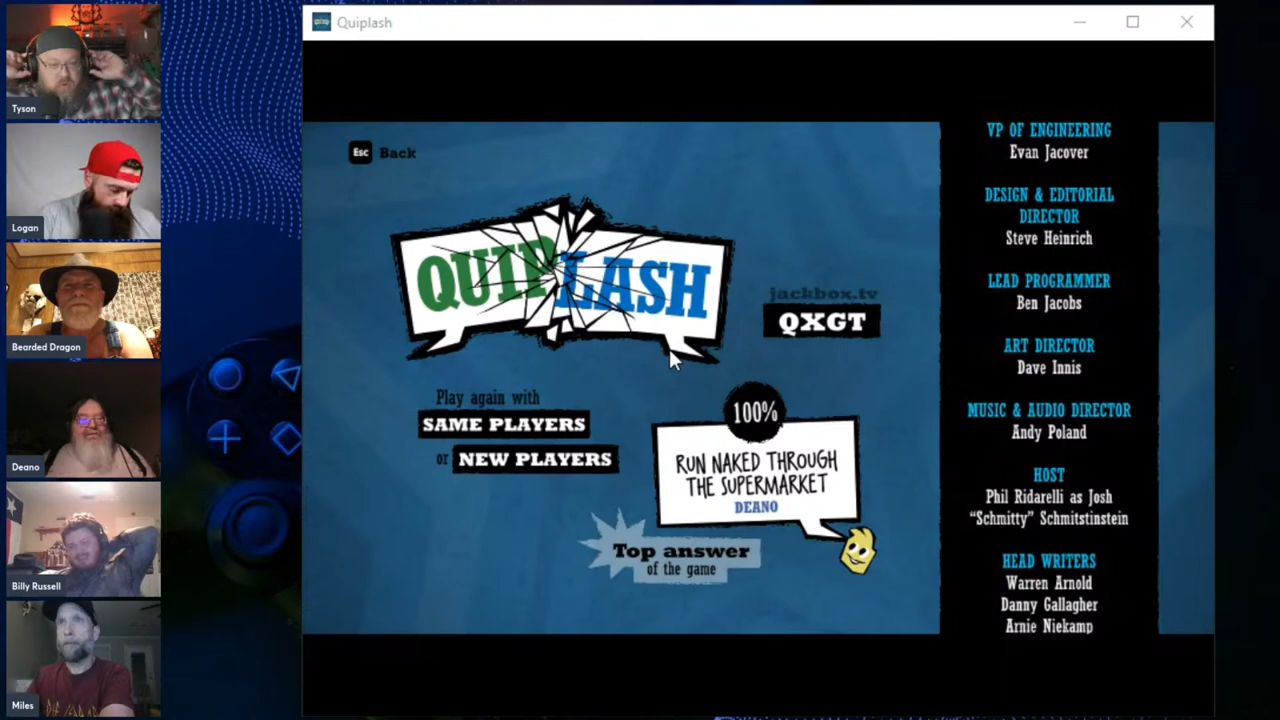 Tyson
Logan
Bearded Dragon
Deano
Billy Russell
Miles
Quiplash
Esc Back
QUIPLASH
jackbox.tv
QXGT
Play again with
SAME PLAYERS
or NEW PLAYERS
100%
RUN NAKED THROUGH
THE SUPERMARKET
DEANO
Top answer
of the game
VP OF ENGINEERING
Evan Jacover
DESIGN & EDITORIAL
DIRECTOR
Steve Heinrich
LEAD PROGRAMMER
Ben Jacobs
ART DIRECTOR
Dave Innis
MUSIC & AUDIO DIRECTOR
Andy Poland
HOST
Phil Ridarelli as Josh
“Schmitty” Schmitstinstein
HEAD WRITERS
Warren Arnold
Danny Gallagher
Arnie Niekamp